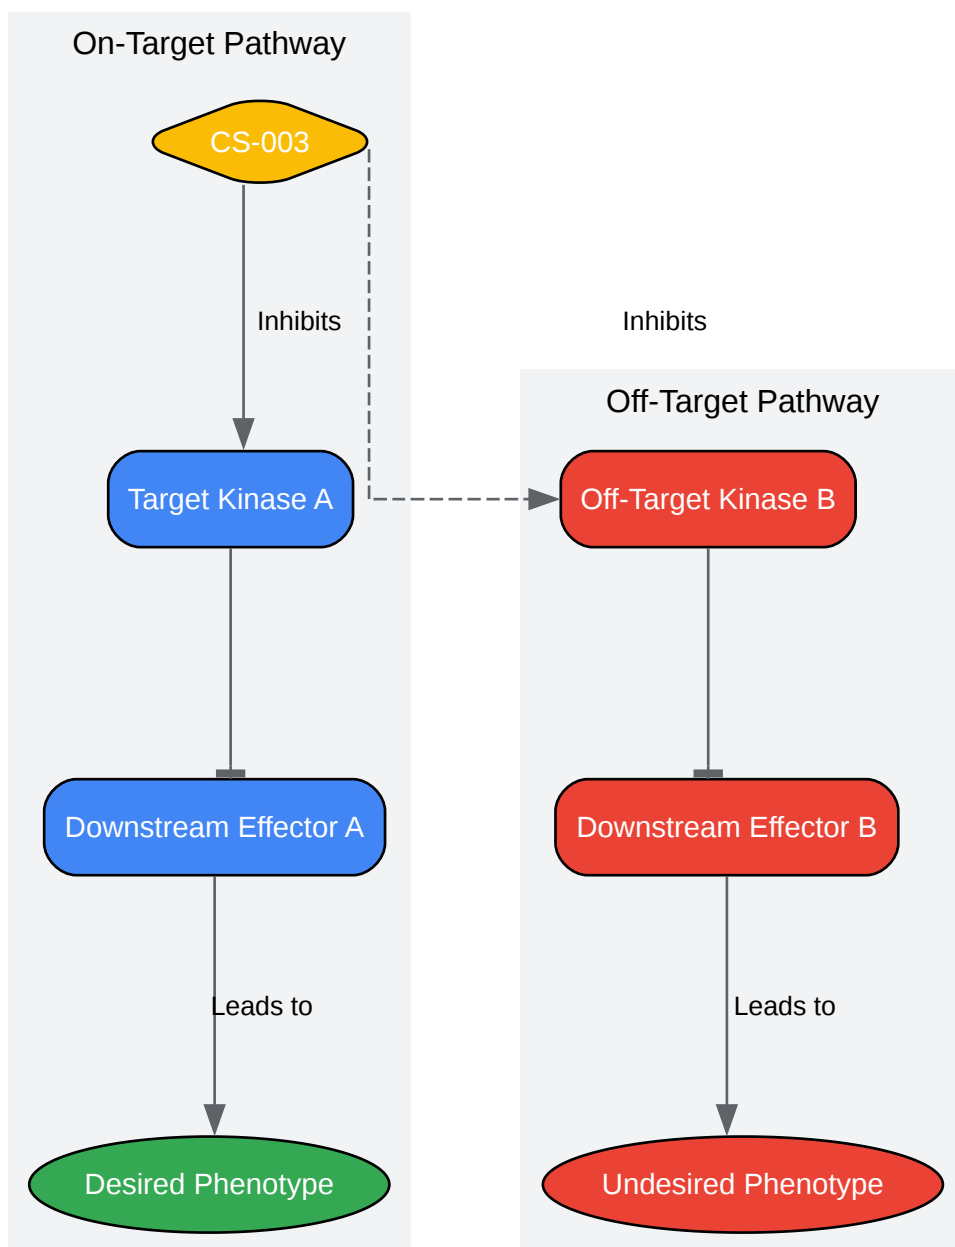 On-Target Pathway
CS-003
Inhibits
Inhibits
Off-Target Pathway
Target Kinase A
Off-Target Kinase B
Downstream Effector A
Downstream Effector B
Leads to
Leads to
Desired Phenotype
Undesired Phenotype